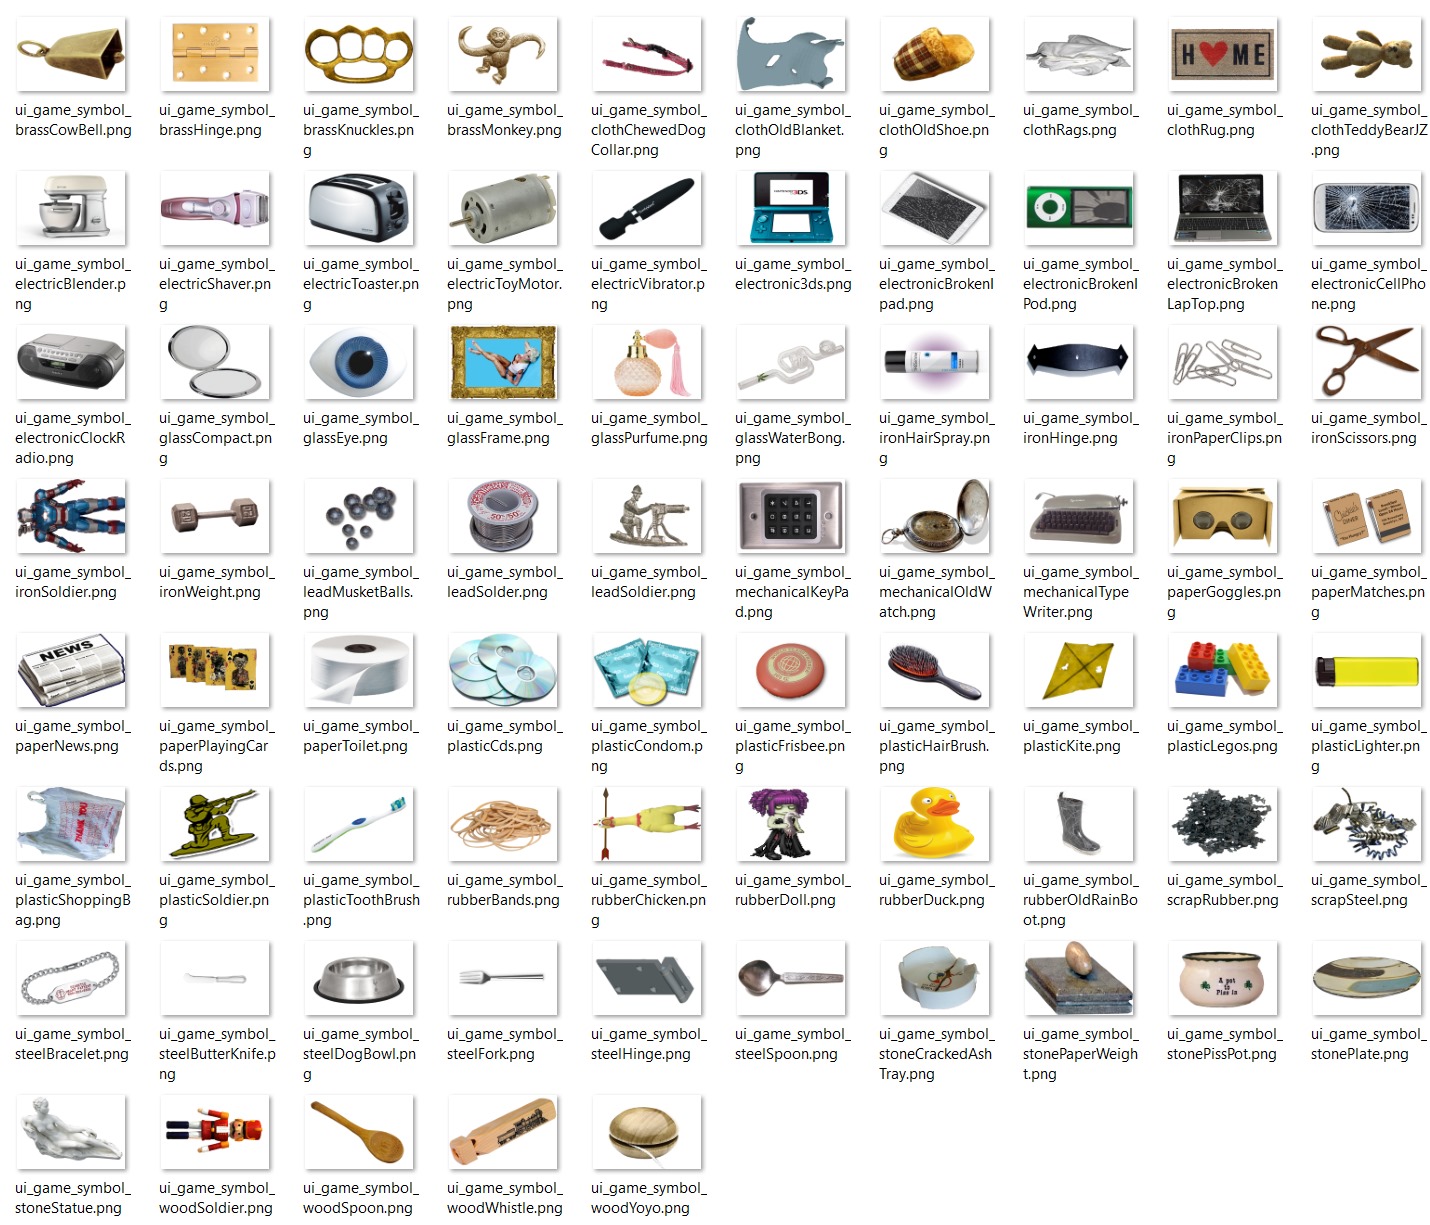 H ME
ui_game_symbol_brassCowBell.png
ui_game_symbol_brassHinge.png
ui_game_symbol_brassKnuckles.png
ui_game_symbol_brassMonkey.png
ui_game_symbol_clothChewedDogCollar.png
ui_game_symbol_clothOldBlanket.png
ui_game_symbol_clothOldShoe.png
ui_game_symbol_clothRags.png
ui_game_symbol_clothRug.png
ui_game_symbol_clothTeddyBearJZ.png
ui_game_symbol_electricBlender.png
ui_game_symbol_electricShaver.png
ui_game_symbol_electricToaster.png
ui_game_symbol_electricToyMotor.png
ui_game_symbol_electricVibrator.png
3DS
ui_game_symbol_electronic3ds.png
ui_game_symbol_electronicBrokenIpad.png
ui_game_symbol_electronicBrokenIPod.png
ui_game_symbol_electronicBrokenLapTop.png
ui_game_symbol_electronicCellPhone.png
ui_game_symbol_electronicClockRadio.png
ui_game_symbol_glassCompact.png
ui_game_symbol_glassEye.png
ui_game_symbol_glassFrame.png
ui_game_symbol_glassPurfume.png
ui_game_symbol_glassWaterBong.png
ui_game_symbol_ironHairSpray.png
ui_game_symbol_ironHinge.png
ui_game_symbol_ironPaperClips.png
ui_game_symbol_ironScissors.png
ui_game_symbol_ironSoldier.png
ui_game_symbol_ironWeight.png
ui_game_symbol_leadMusketBalls.png
ui_game_symbol_leadSolder.png
ui_game_symbol_leadSoldier.png
ui_game_symbol_mechanicalKeyPad.png
ui_game_symbol_mechanicalOldWatch.png
ui_game_symbol_mechanicalTypeWriter.png
ui_game_symbol_paperGoggles.png
ui_game_symbol_paperMatches.png
NEWS
ui_game_symbol_paperNews.png
ui_game_symbol_paperPlayingCards.png
ui_game_symbol_paperToilet.png
ui_game_symbol_plasticCds.png
ui_game_symbol_plasticCondom.png
ui_game_symbol_plasticFrisbee.png
ui_game_symbol_plasticHairBrush.png
ui_game_symbol_plasticKite.png
ui_game_symbol_plasticLegos.png
ui_game_symbol_plasticLighter.png
THANK YOU
ui_game_symbol_plasticShoppingBag.png
ui_game_symbol_plasticSoldier.png
ui_game_symbol_plasticToothBrush.png
ui_game_symbol_rubberBands.png
ui_game_symbol_rubberChicken.png
ui_game_symbol_rubberDoll.png
ui_game_symbol_rubberDuck.png
ui_game_symbol_rubberOldRainBoot.png
ui_game_symbol_scrapRubber.png
ui_game_symbol_scrapSteel.png
ui_game_symbol_steelBracelet.png
ui_game_symbol_steelButterKnife.png
ui_game_symbol_steelDogBowl.png
ui_game_symbol_steelFork.png
ui_game_symbol_steelHinge.png
ui_game_symbol_steelSpoon.png
ui_game_symbol_stoneCrackedAshTray.png
ui_game_symbol_stonePaperWeight.png
A pot
to
Piss in
ui_game_symbol_stonePissPot.png
ui_game_symbol_stonePlate.png
ui_game_symbol_stoneStatue.png
ui_game_symbol_woodSoldier.png
ui_game_symbol_woodSpoon.png
ui_game_symbol_woodWhistle.png
ui_game_symbol_woodYoyo.png